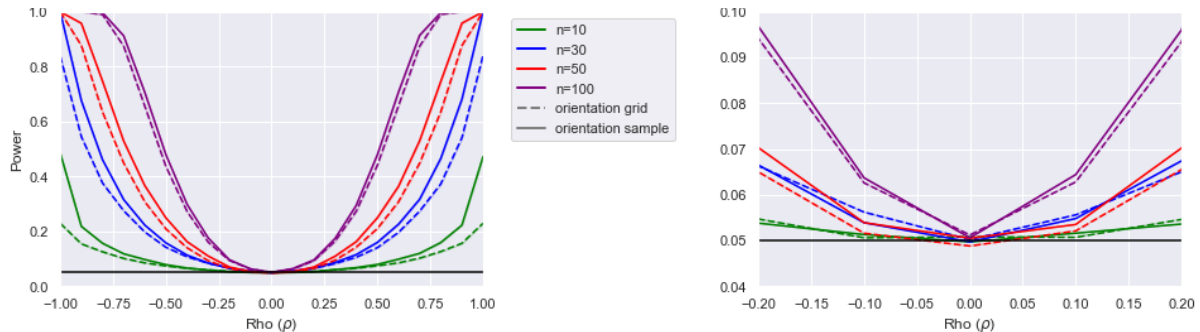 1.0
0.8
0.6
0.4
0.2
0.0
Power
−1.00 −0.75 −0.50 −0.25 0.00 0.25 0.50 0.75 1.00
Rho (ρ)
n=10
n=30
n=50
n=100
orientation grid
orientation sample
0.10
0.09
0.08
0.07
0.06
0.05
0.04
−0.20 −0.15 −0.10 −0.05 0.00 0.05 0.10 0.15 0.20
Rho (ρ)